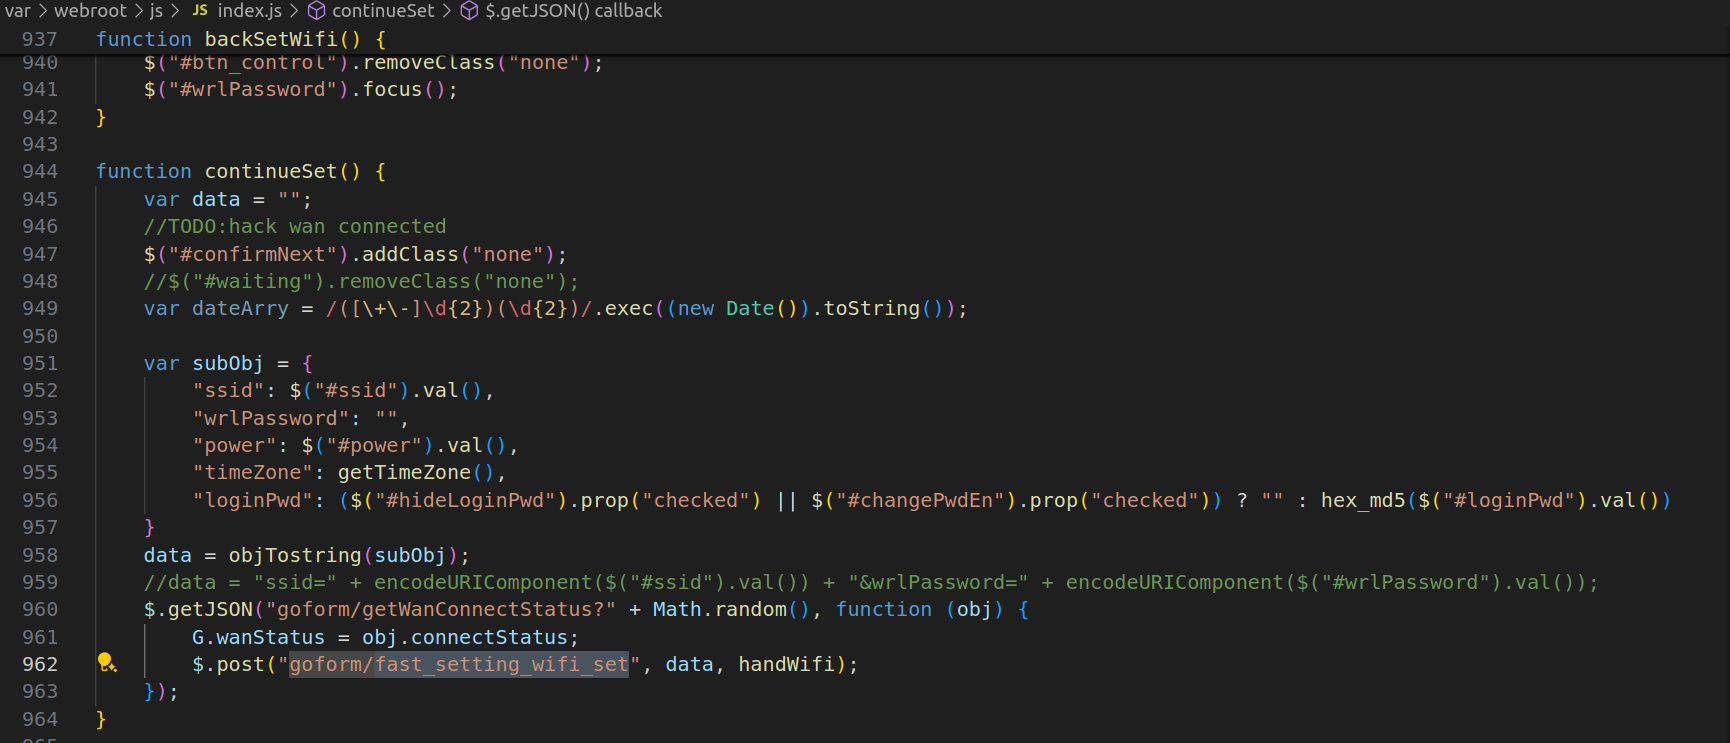 var > webroot > js > JS index.js > continueSet > $.getJSON() callback
937 function backSetWifi() {
940 $("#btn_control").removeClass("none");
941 $("#wrlPassword").focus();
942 }
943
944 function continueSet() {
945 var data = "";
946 //TODO:hack wan connected
947 $("#confirmNext").addClass("none");
948 //$("#waiting").removeClass("none");
949 var dateArry = /([\+\-]\d{2})(\d{2})/.exec((new Date()).toString());
950
951 var subObj = {
952 "ssid": $("#ssid").val(),
953 "wrlPassword": "",
954 "power": $("#power").val(),
955 "timeZone": getTimeZone(),
956 "loginPwd": ($("#hideLoginPwd").prop("checked") || $("#changePwdEn").prop("checked")) ? "" : hex_md5($("#loginPwd").val())
957 }
958 data = objTostring(subObj);
959 //data = "ssid=" + encodeURIComponent($("#ssid").val()) + "&wrlPassword=" + encodeURIComponent($("#wrlPassword").val());
960 $.getJSON("goform/getWanConnectStatus?" + Math.random(), function (obj) {
961 G.wanStatus = obj.connectStatus;
962 $.post("goform/fast_setting_wifi_set", data, handWifi);
963 });
964 }